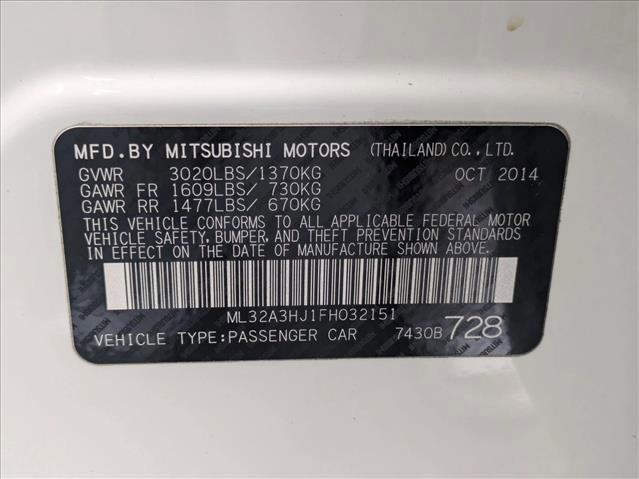 MFD.BY MITSUBISHI MOTORS (THAILAND)CO.,LTD.
GVWR 3020LBS/1370KG OCT 2014
GAWR FR 1609LBS/ 730KG
GAWR RR 1477LBS/ 670KG
THIS VEHICLE CONFORMS TO ALL APPLICABLE FEDERAL MOTOR
VEHICLE SAFETY, BUMPER, AND THEFT PREVENTION STANDARDS
IN EFFECT ON THE DATE OF MANUFACTURE SHOWN ABOVE.
ML32A3HJ1FH032151
VEHICLE TYPE:PASSENGER CAR 7430B 728